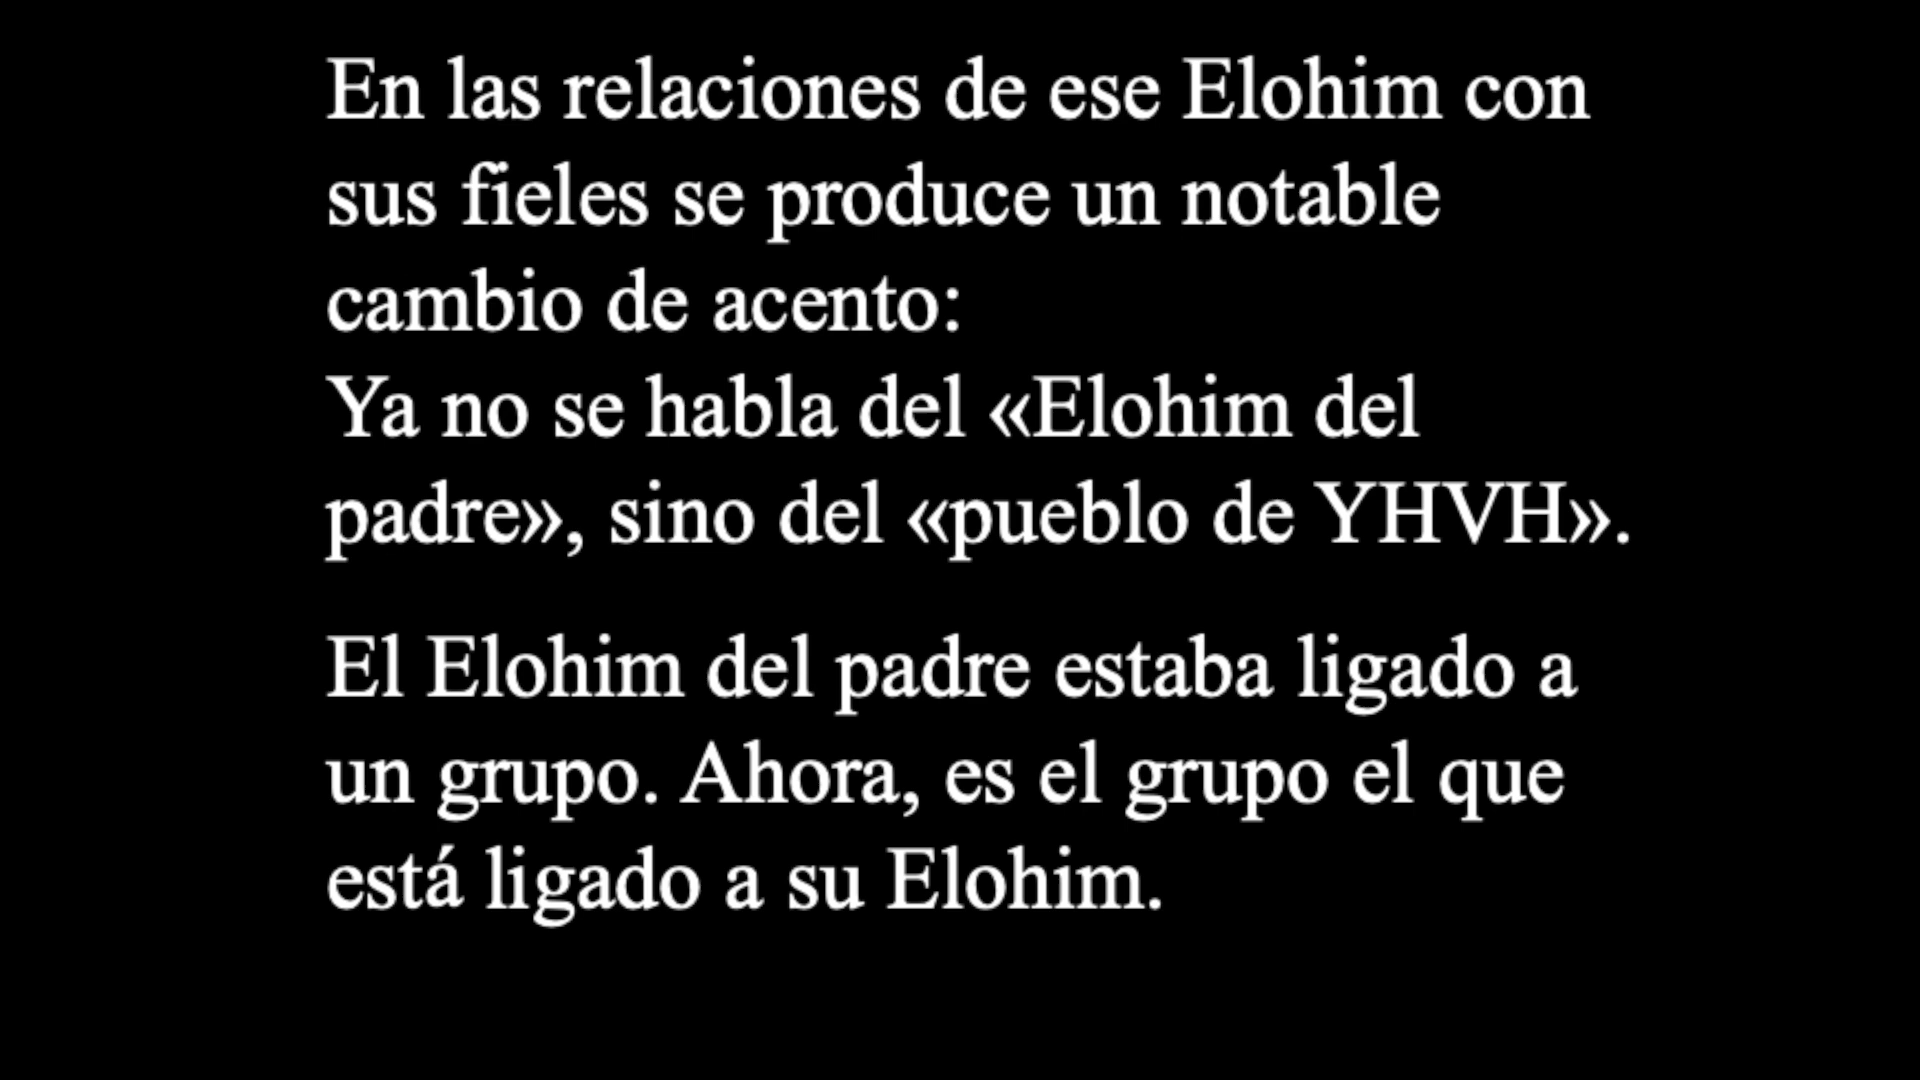 En las relaciones de ese Elohim con
sus fieles se produce un notable
cambio de acento:
Ya no se habla del «Elohim del
padre», sino del «pueblo de YHVH».
El Elohim del padre estaba ligado a
un grupo. Ahora, es el grupo el que
está ligado a su Elohim.